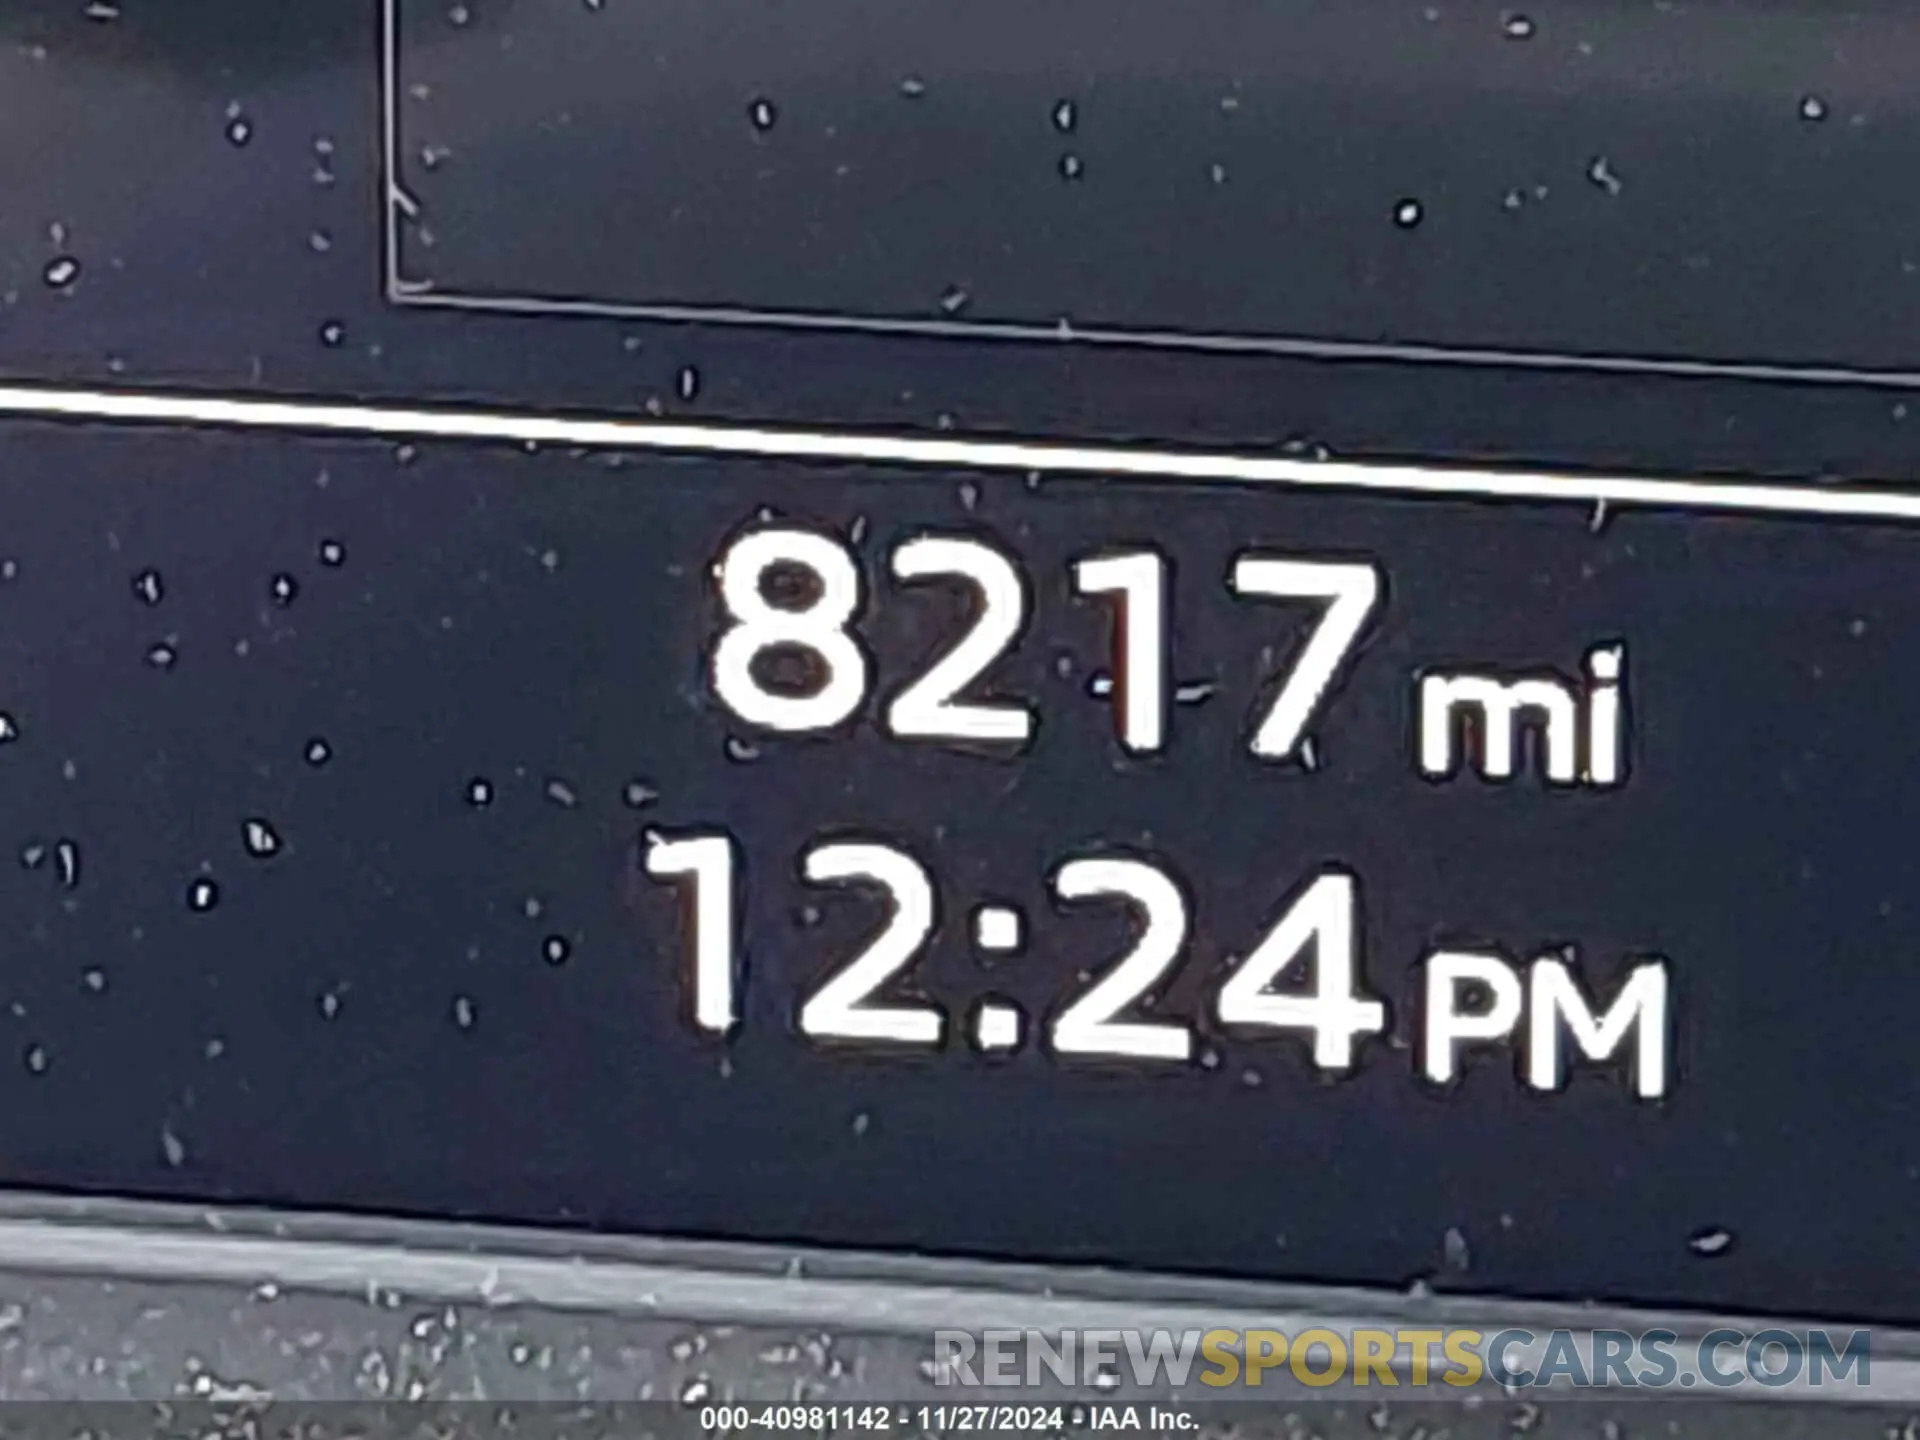 8217 mi
12:24 PM
RENEWSPORTSCARS.COM
000-40981142 - 11/27/2024 - IAA Inc.